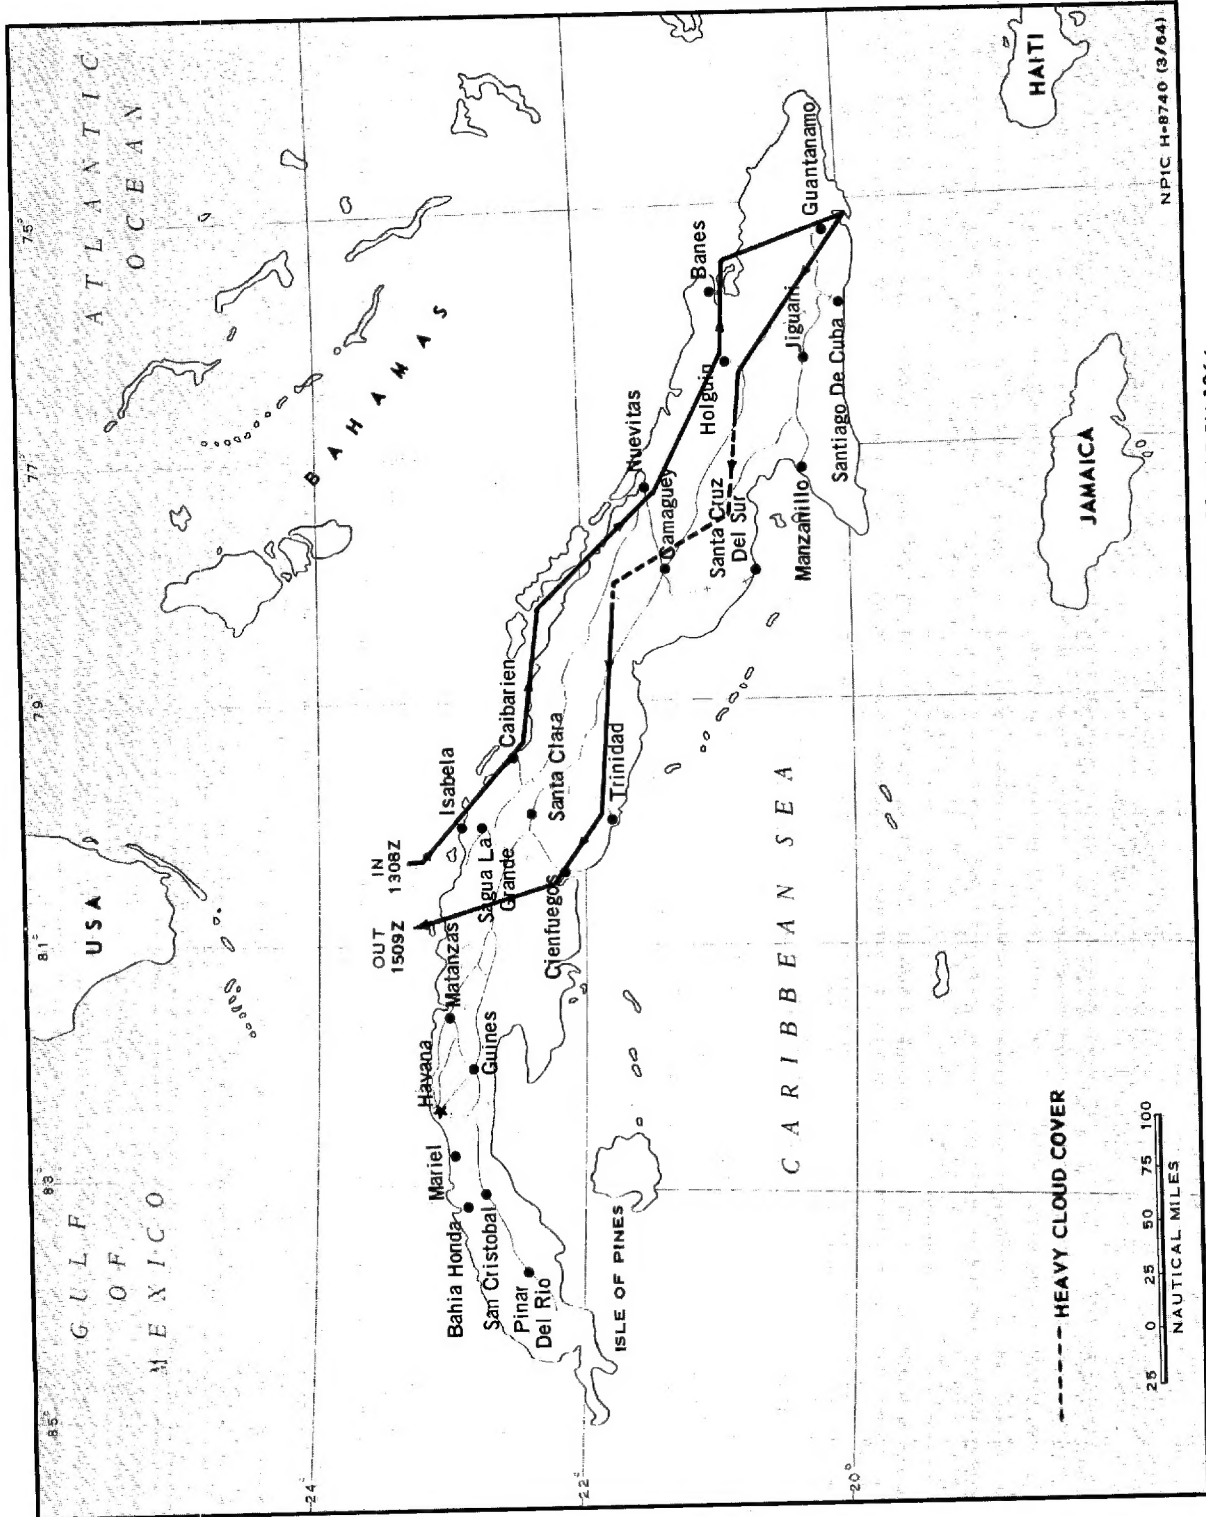 GULF
OF
MEXICO
USA
ATLANTIC
OCEAN
BAHAMAS
85°
83°
81°
79
77
75°
24°
22°
20°
OUT
1509Z
IN
1308Z
Havana
Matanzas
Mariel
Bahia Honda
San Cristobal
Pinar
Del Rio
Guines
Isabela
Sagua La
Grande
Cienfuegos
Santa Clara
Caibarien
Trinidad
Nuevitas
Camaguey
Santa Cruz
Del Sur
Holguin
Banes
Jiguani
Manzanillo
Santiago De Cuba
Guantanamo
ISLE OF PINES
CARIBBEAN SEA
JAMAICA
HAITI
HEAVY CLOUD COVER
25 0 25 50 75 100
NAUTICAL MILES
NPIC H-8740 (3/64)